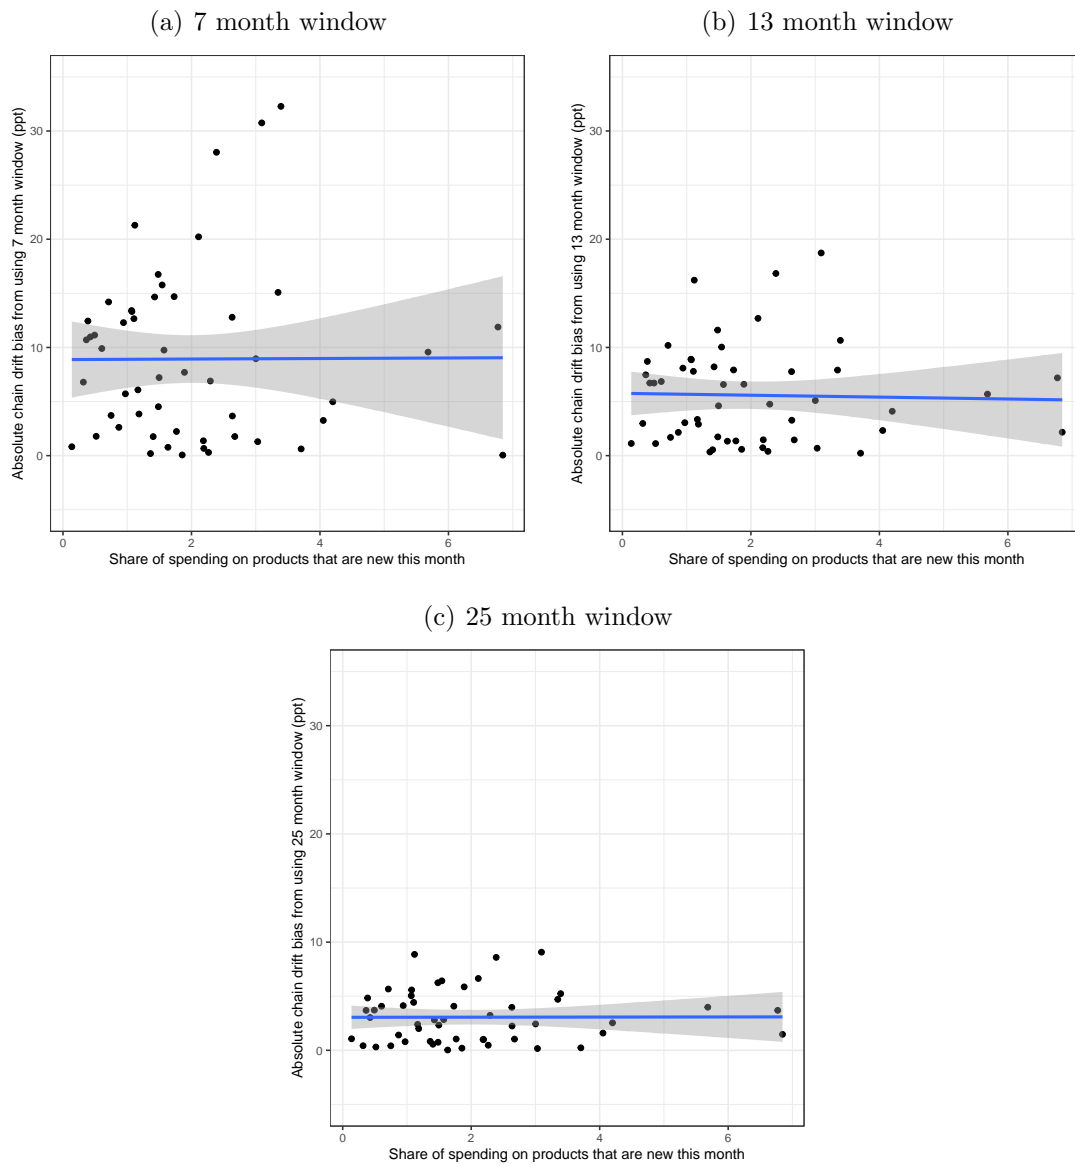 (a) 7 month window
Absolute chain drift bias from using 7 month window (ppt)
30
20
10
0
0 2 4 6
Share of spending on products that are new this month
(b) 13 month window
Absolute chain drift bias from using 13 month window (ppt)
30
20
10
0
0 2 4 6
Share of spending on products that are new this month
(c) 25 month window
Absolute chain drift bias from using 25 month window (ppt)
30
20
10
0
0 2 4 6
Share of spending on products that are new this month